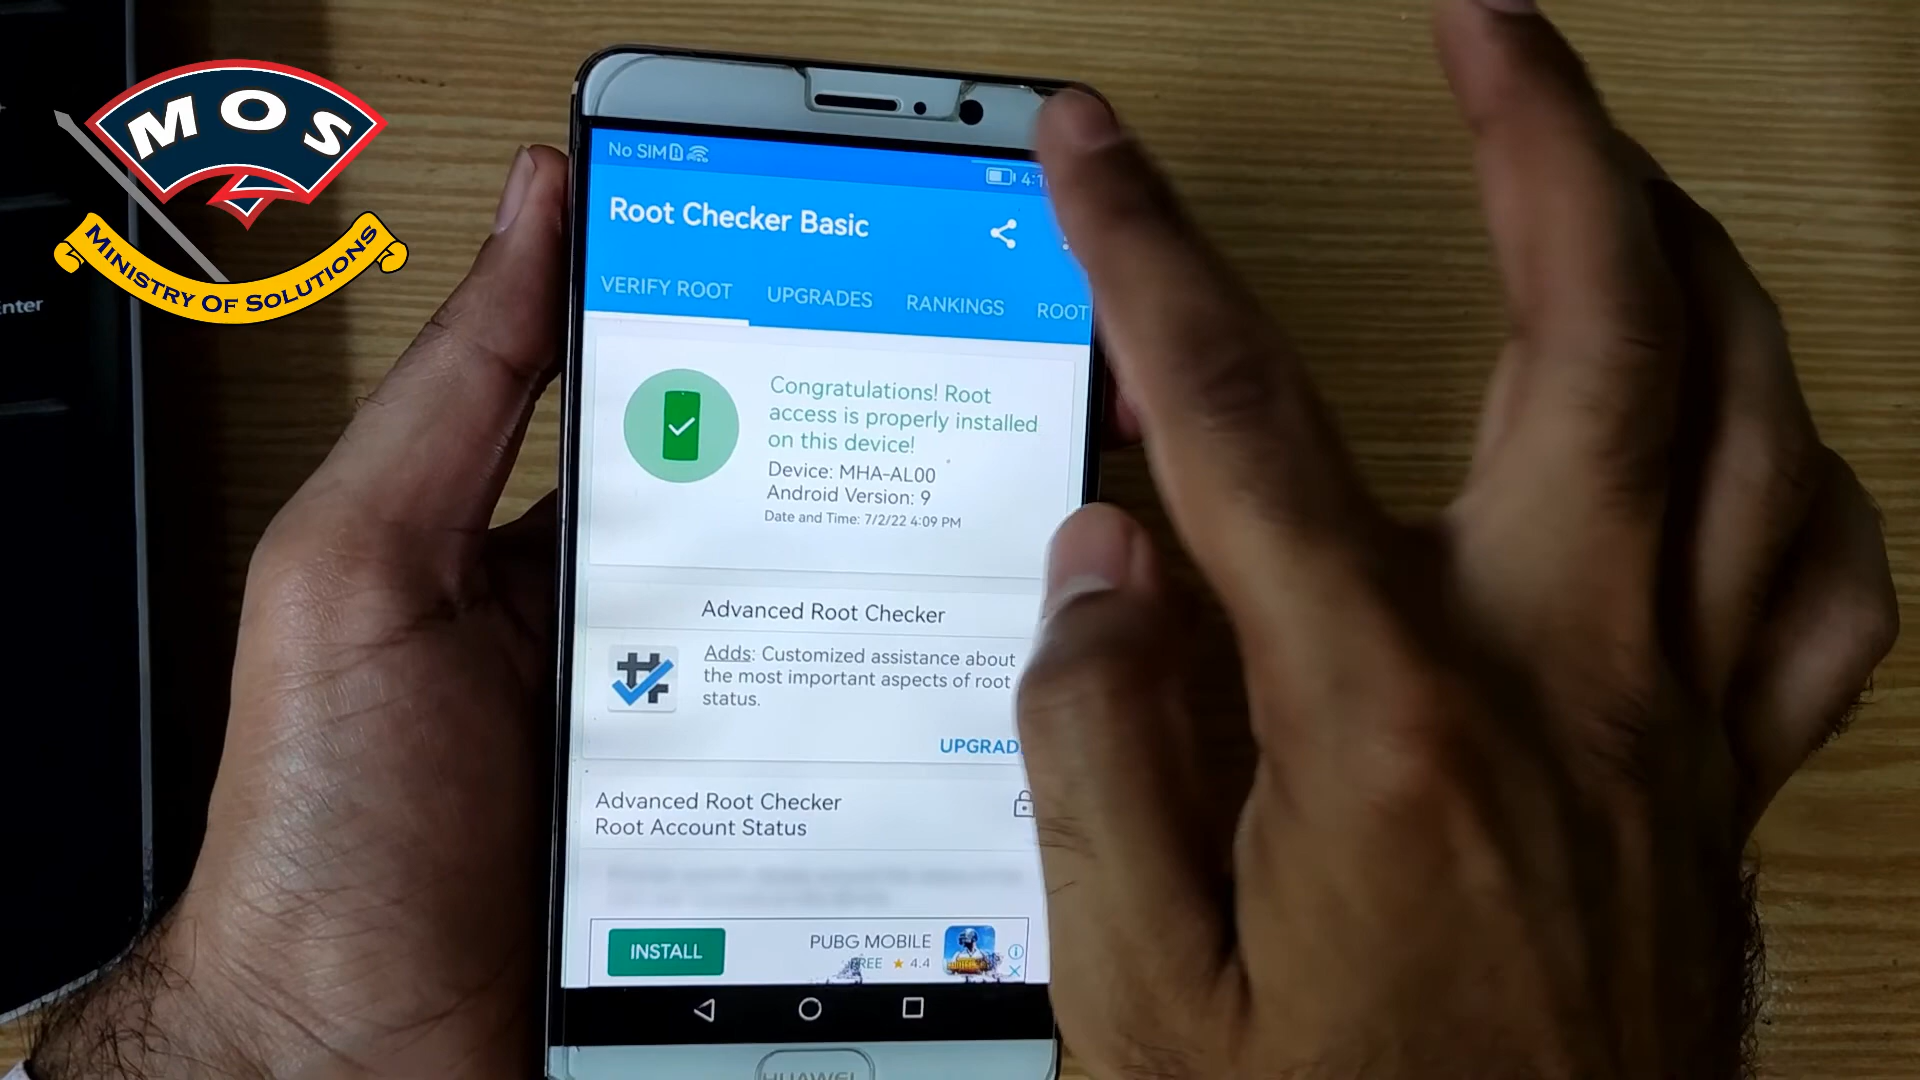 MOS
MINISTRY OF SOLUTIONS
No SIM
Root Checker Basic
VERIFY ROOT
UPGRADES
RANKINGS
ROOT
Congratulations! Root
access is properly installed
on this device!
Device: MHA-AL00
Android Version: 9
Date and Time: 7/2/22 4:09 PM
Advanced Root Checker
Adds: Customized assistance about
the most important aspects of root
status.
Advanced Root Checker
Root Account Status
INSTALL
PUBG MOBILE
FREE ★ 4.4
HUAWEI